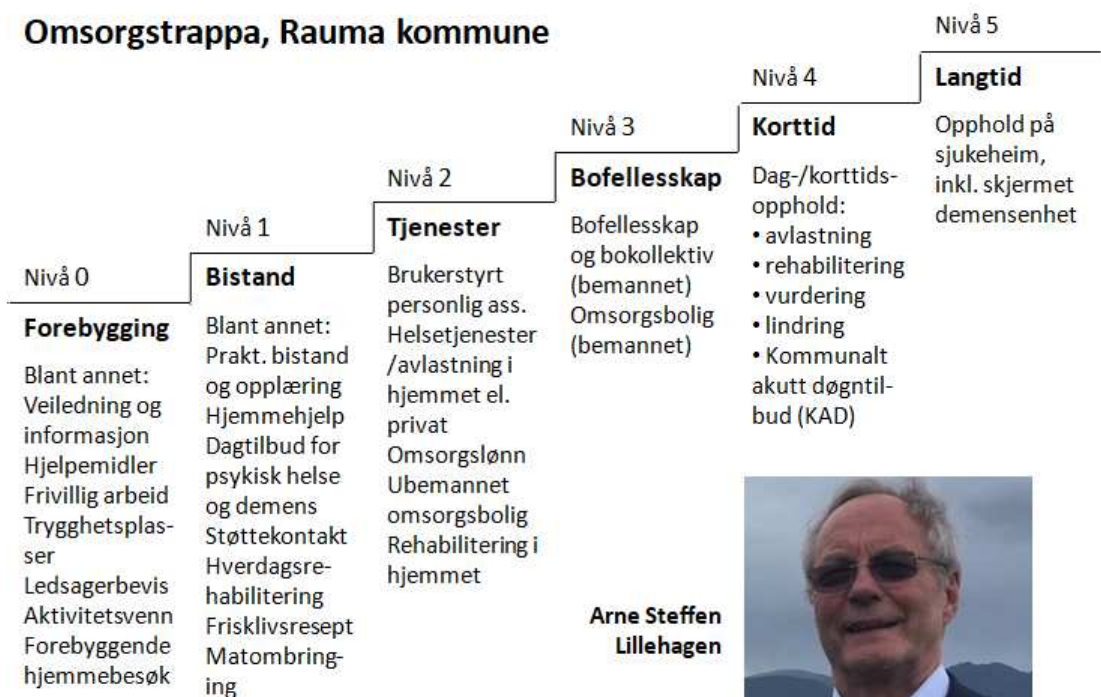 Omsorgstrappa, Rauma kommune
Nivå 0
Forebygging
Blant annet:
Veiledning og
informasjon
Hjelpemidler
Frivillig arbeid
Trygghetsplas-
ser
Ledsagerbevis
Aktivitetsvenn
Forebyggende
hjemmebesøk
Nivå 1
Bistand
Blant annet:
Prakt. bistand
og opplæring
Hjemmehjelp
Dagtilbud for
psykisk helse
og demens
Støttekontakt
Hverdagsre-
habilitering
Frisklivsresept
Matombring-
ing
Nivå 2
Tjenester
Brukerstyrt
personlig ass.
Helsetjenester
/avlastning i
hjemmet el.
privat
Omsorgslønn
Ubemannet
omsorgsbolig
Rehabilitering i
hjemmet
Nivå 3
Bofellesskap
Bofellesskap
og bokollektiv
(bemannet)
Omsorgsbolig
(bemannet)
Nivå 4
Korttid
Dag-/korttids-
opphold:
• avlastning
• rehabilitering
• vurdering
• lindring
• Kommunalt
akutt døgntil-
bud (KAD)
Nivå 5
Langtid
Opphold på
sjukeheim,
inkl. skjermet
demensenhet
Arne Steffen
Lillehagen